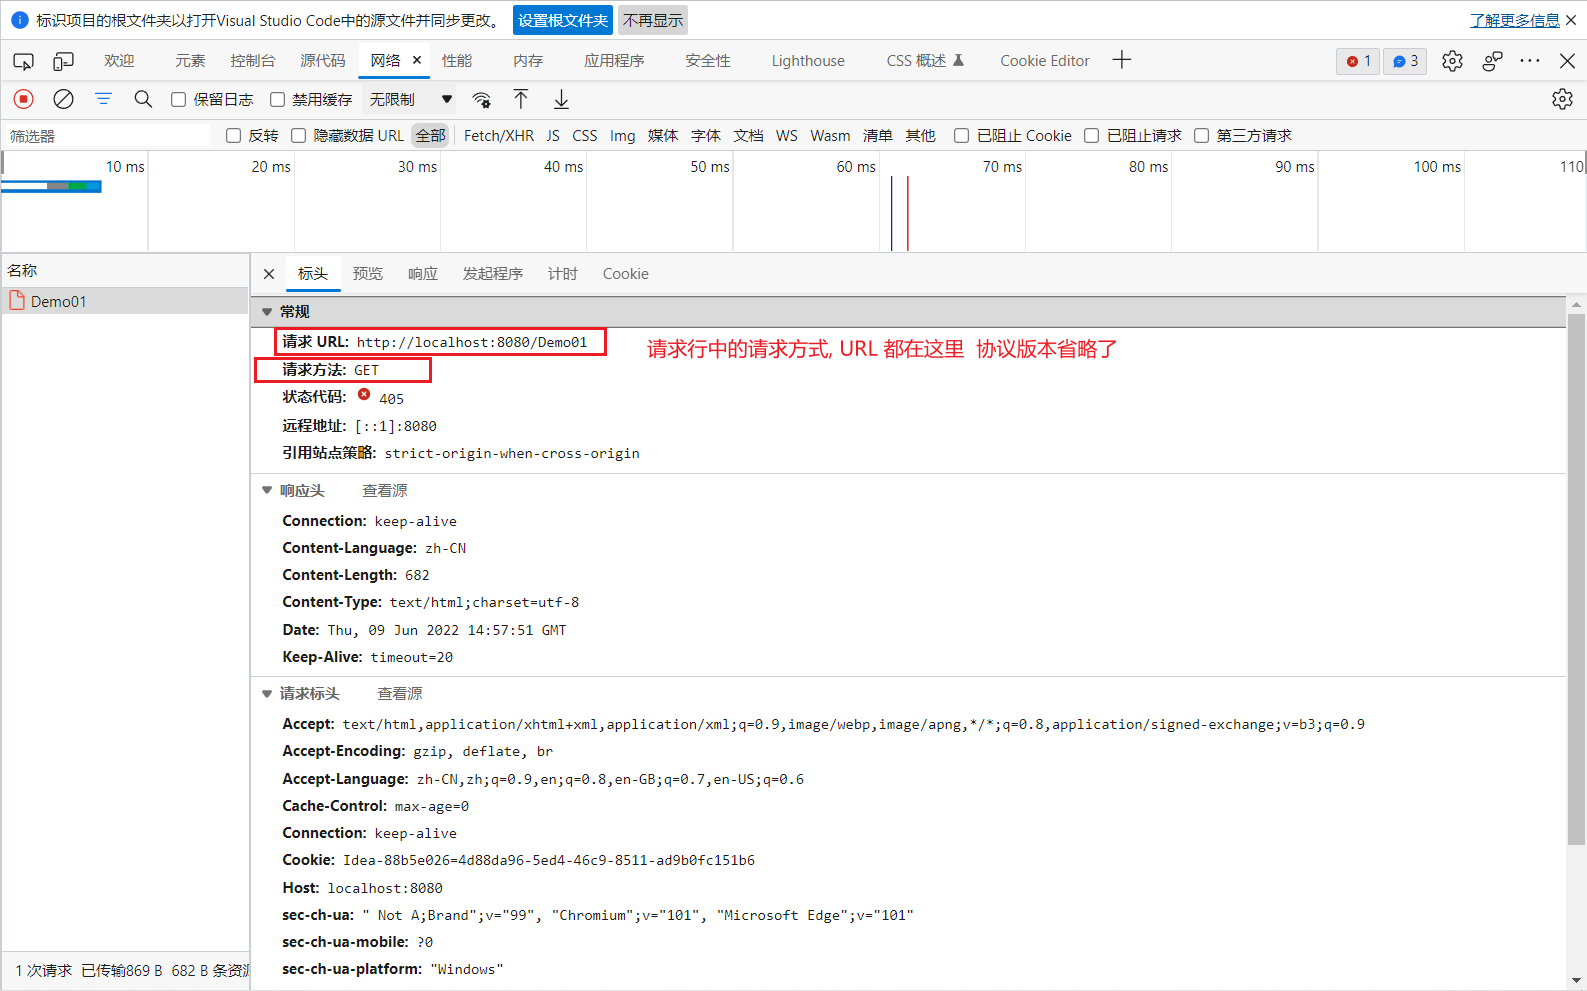 标识项目的根文件夹以打开Visual Studio Code中的源文件并同步更改。 设置根文件夹 不再显示 了解更多信息
欢迎 元素 控制台 源代码 网络 性能 内存 应用程序 安全性 Lighthouse CSS 概述 Cookie Editor 1 3
保留日志 禁用缓存 无限制
筛选器 反转 隐藏数据 URL 全部 Fetch/XHR JS CSS Img 媒体 字体 文档 WS Wasm 清单 其他 已阻止 Cookie 已阻止请求 第三方请求
10 ms 20 ms 30 ms 40 ms 50 ms 60 ms 70 ms 80 ms 90 ms 100 ms 110
名称 标头 预览 响应 发起程序 计时 Cookie
Demo01
常规
请求 URL: http://localhost:8080/Demo01
请求行中的请求方式, URL 都在这里 协议版本省略了
请求方法: GET
状态代码: 405
远程地址: [::1]:8080
引用站点策略: strict-origin-when-cross-origin
响应头 查看源
Connection: keep-alive
Content-Language: zh-CN
Content-Length: 682
Content-Type: text/html;charset=utf-8
Date: Thu, 09 Jun 2022 14:57:51 GMT
Keep-Alive: timeout=20
请求标头 查看源
Accept: text/html,application/xhtml+xml,application/xml;q=0.9,image/webp,image/apng,*/*;q=0.8,application/signed-exchange;v=b3;q=0.9
Accept-Encoding: gzip, deflate, br
Accept-Language: zh-CN,zh;q=0.9,en;q=0.8,en-GB;q=0.7,en-US;q=0.6
Cache-Control: max-age=0
Connection: keep-alive
Cookie: Idea-88b5e026=4d88da96-5ed4-46c9-8511-ad9b0fc151b6
Host: localhost:8080
sec-ch-ua: " Not A;Brand";v="99", "Chromium";v="101", "Microsoft Edge";v="101"
sec-ch-ua-mobile: ?0
sec-ch-ua-platform: "Windows"
1 次请求 已传输869 B 682 B 条资源